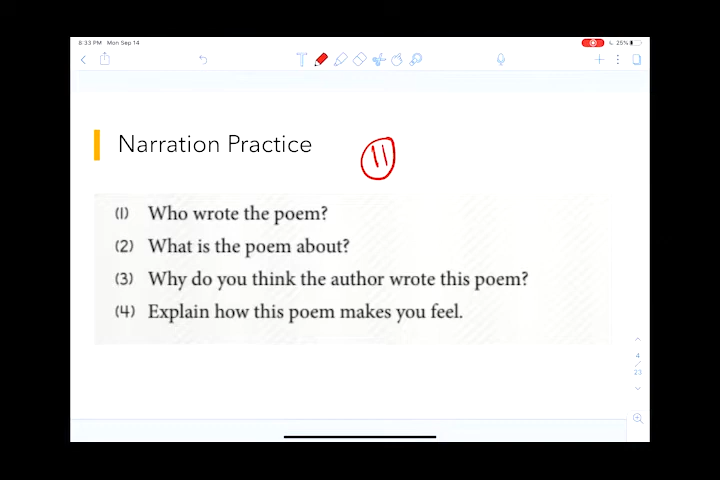 8:33 PM Mon Sep 14
25%
T
Narration Practice
11
(1) Who wrote the poem?
(2) What is the poem about?
(3) Why do you think the author wrote this poem?
(4) Explain how this poem makes you feel.
4
/
23